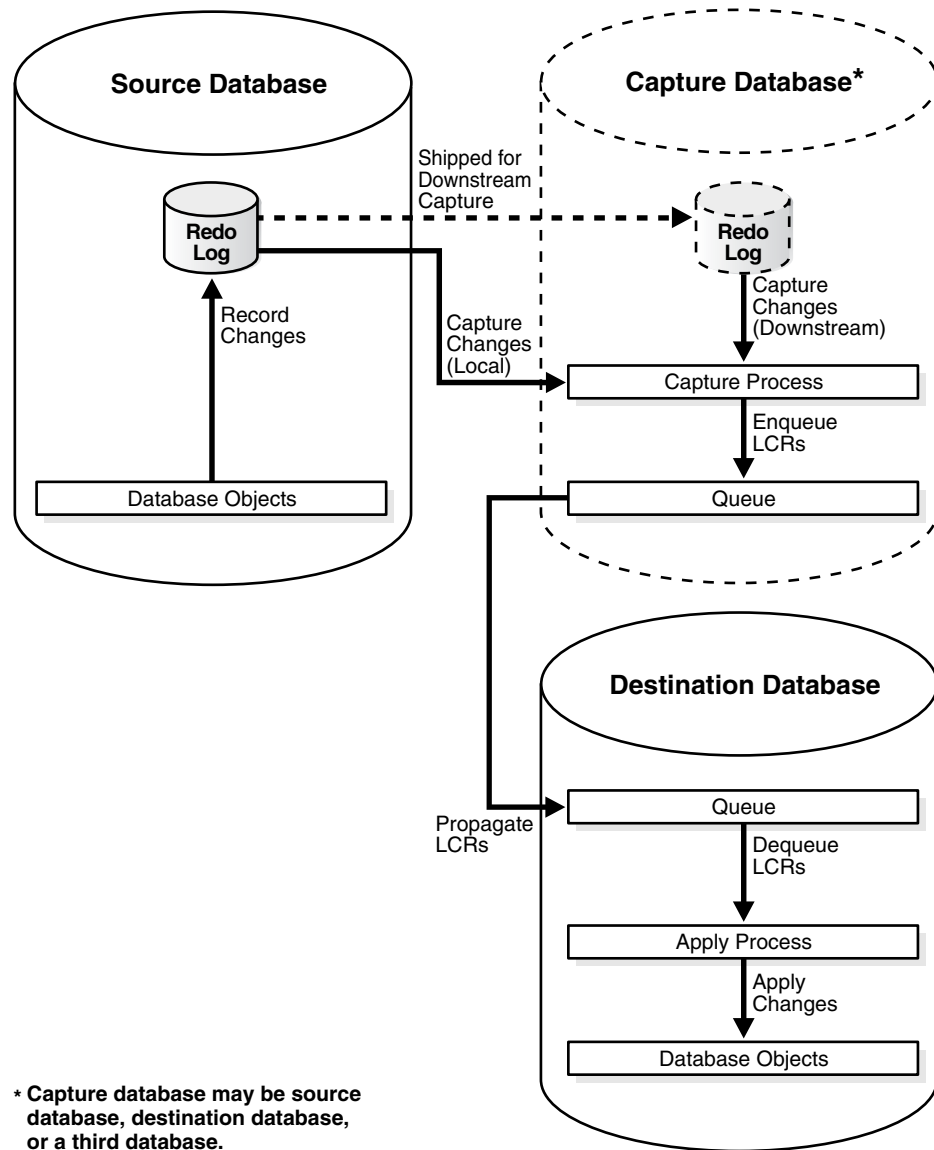 Source Database
Capture Database*
Shipped for
Downstream
Capture
Redo
Log
Redo
Log
Record
Changes
Capture
Changes
(Local)
Capture
Changes
(Downstream)
Capture Process
Enqueue
LCRs
Database Objects
Queue
Destination Database
Queue
Propagate
LCRs
Dequeue
LCRs
Apply Process
Apply
Changes
Database Objects
* Capture database may be source
database, destination database,
or a third database.